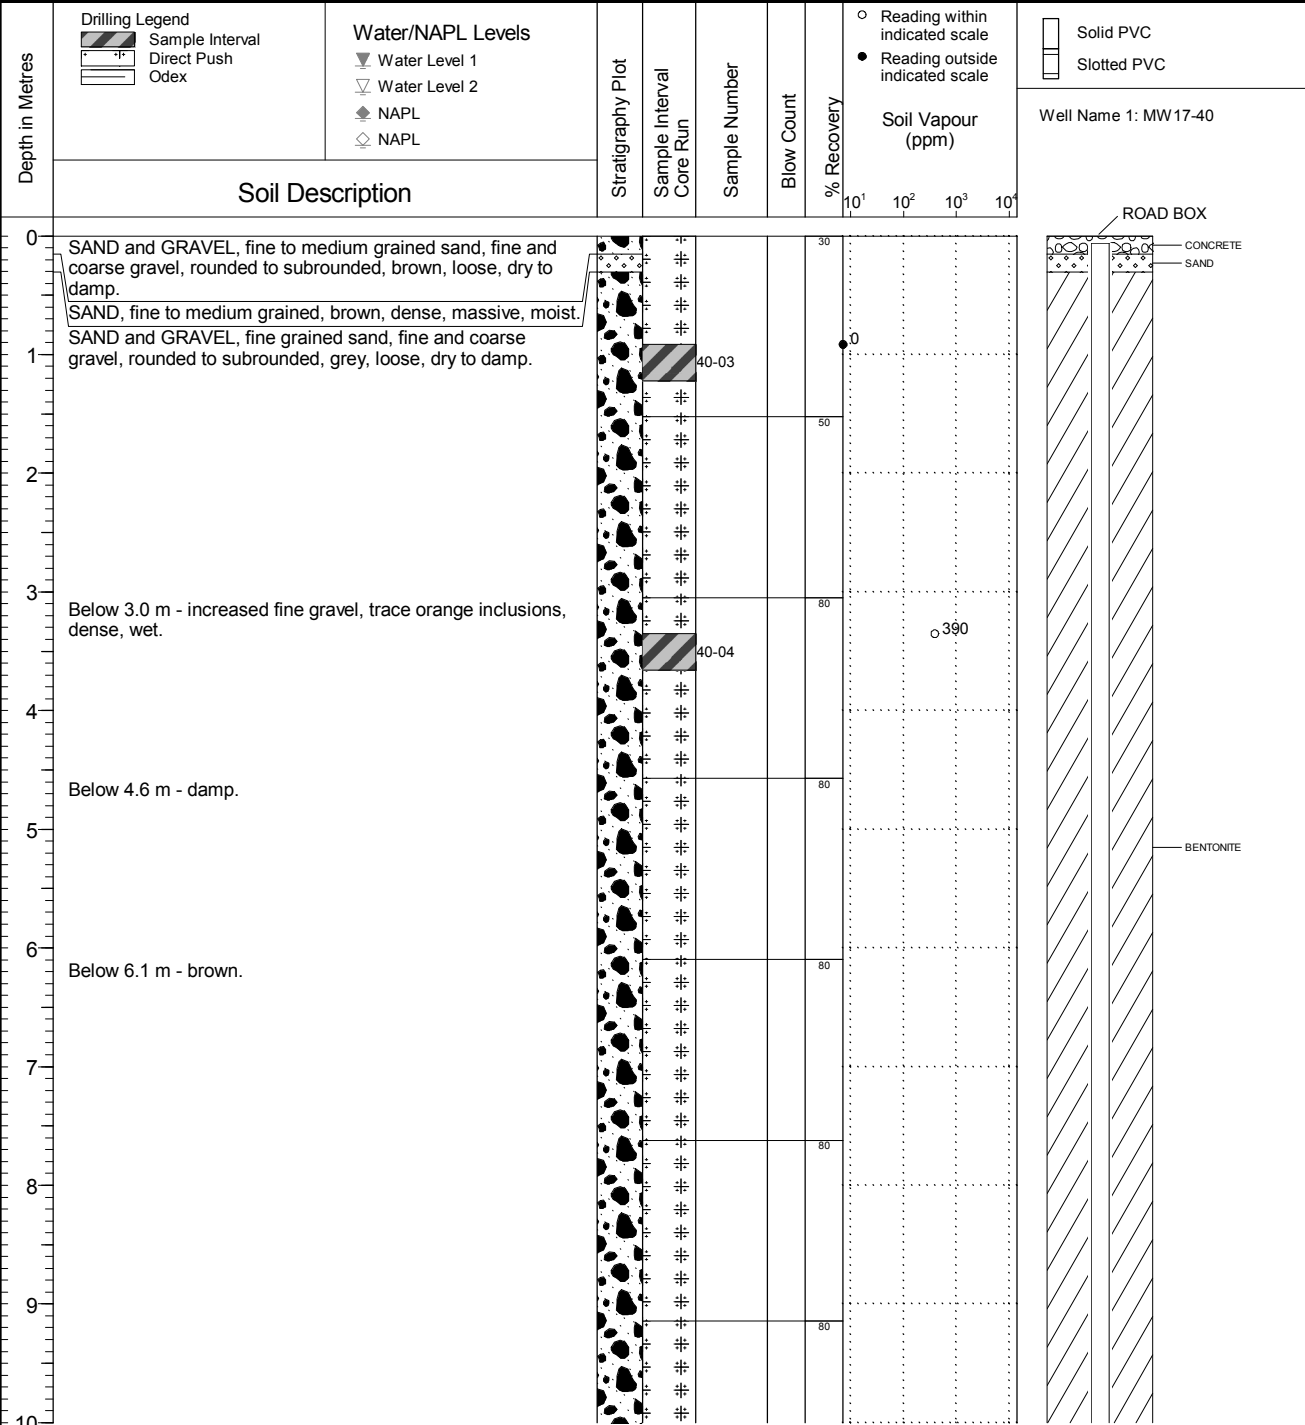 Drilling Legend
Sample Interval
Direct Push
Odex
Water/NAPL Levels
Water Level 1
Water Level 2
NAPL
NAPL
Depth in Metres
Soil Description
Stratigraphy Plot
Sample Interval
Core Run
Sample Number
Blow Count
% Recovery
Reading within
indicated scale
Reading outside
indicated scale
Soil Vapour
(ppm)
10¹ 10² 10³ 10⁴
Solid PVC
Slotted PVC
Well Name 1: MW17-40
ROAD BOX
0
SAND and GRAVEL, fine to medium grained sand, fine and
coarse gravel, rounded to subrounded, brown, loose, dry to
damp.
30
CONCRETE
SAND
SAND, fine to medium grained, brown, dense, massive, moist.
SAND and GRAVEL, fine grained sand, fine and coarse
gravel, rounded to subrounded, grey, loose, dry to damp.
0
1
40-03
50
2
3
80
Below 3.0 m - increased fine gravel, trace orange inclusions,
dense, wet.
390
40-04
4
Below 4.6 m - damp.
80
5
BENTONITE
6
Below 6.1 m - brown.
80
7
80
8
9
80
10